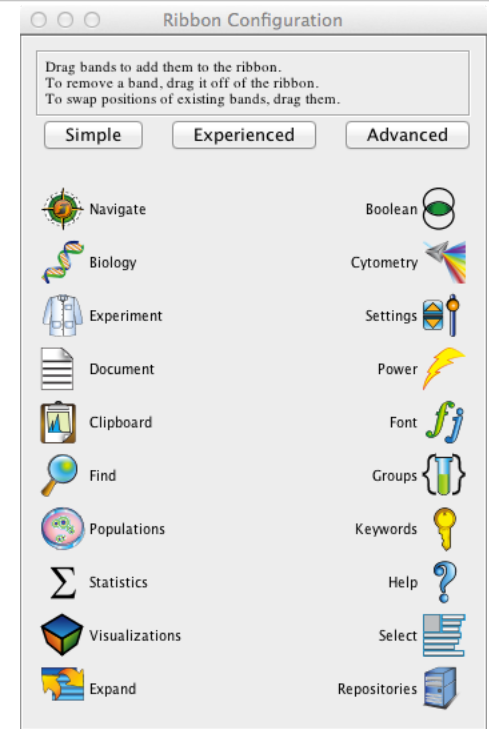 Ribbon Configuration
Drag bands to add them to the ribbon.
To remove a band, drag it off of the ribbon.
To swap positions of existing bands, drag them.
Simple Experienced Advanced
Navigate Boolean
Biology Cytometry
Experiment Settings
Document Power
Clipboard Font
Find Groups
Populations Keywords
Statistics Help
Visualizations Select
Expand Repositories